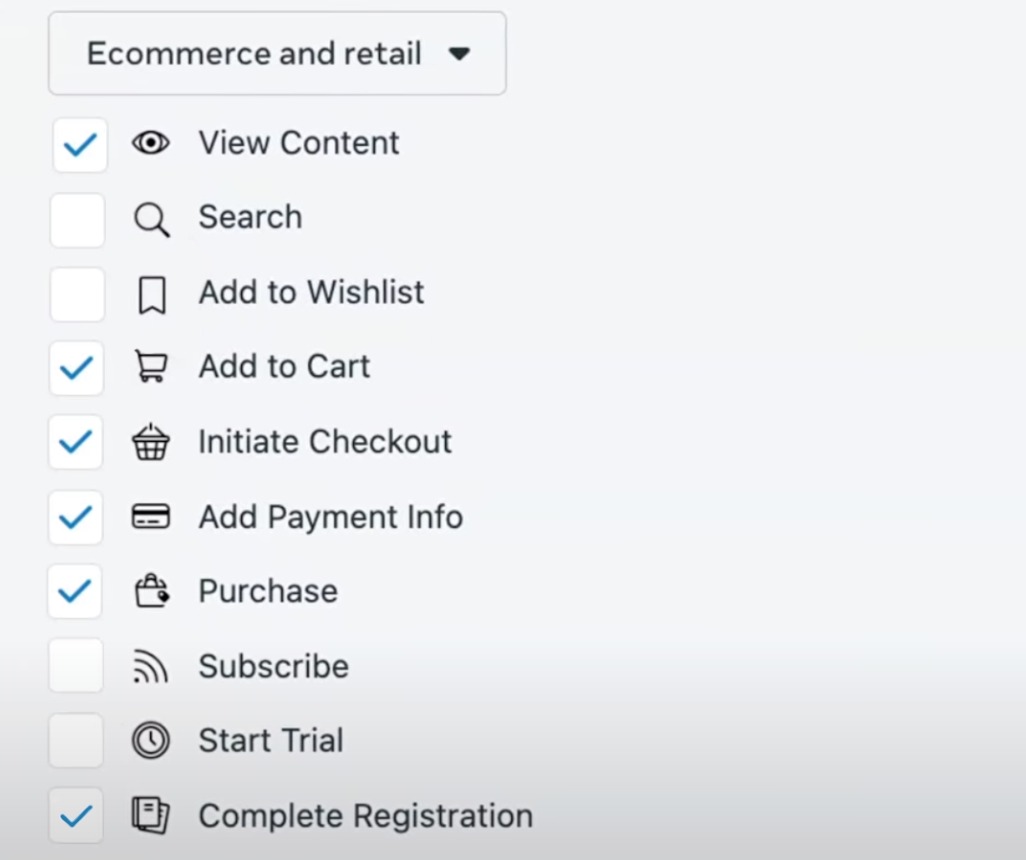 Ecommerce and retail
View Content
Search
Add to Wishlist
Add to Cart
Initiate Checkout
Add Payment Info
Purchase
Subscribe
Start Trial
Complete Registration